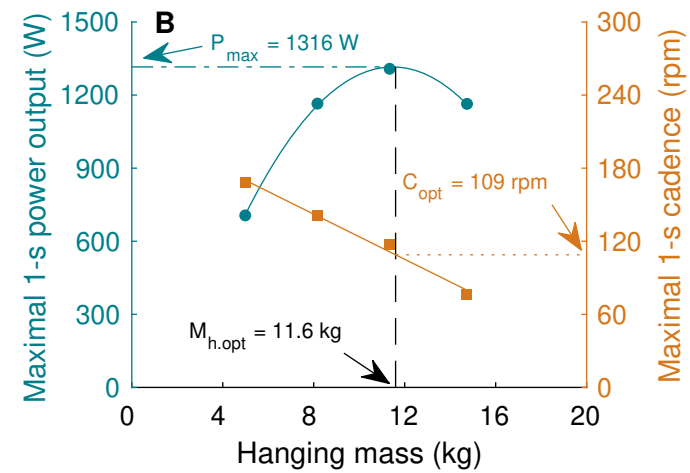 B
Maximal 1-s power output (W)
1500
1200
900
600
300
0
P_max = 1316 W
C_opt = 109 rpm
M_h.opt = 11.6 kg
300
240
180
120
60
0
Maximal 1-s cadence (rpm)
0 4 8 12 16 20
Hanging mass (kg)